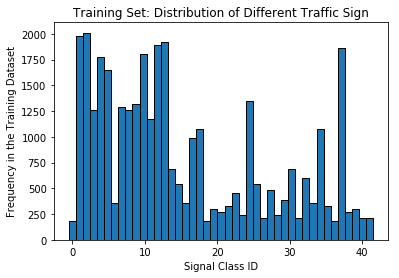 Training Set: Distribution of Different Traffic Sign
Frequency in the Training Dataset
2000
1750
1500
1250
1000
750
500
250
0
0 10 20 30 40
Signal Class ID